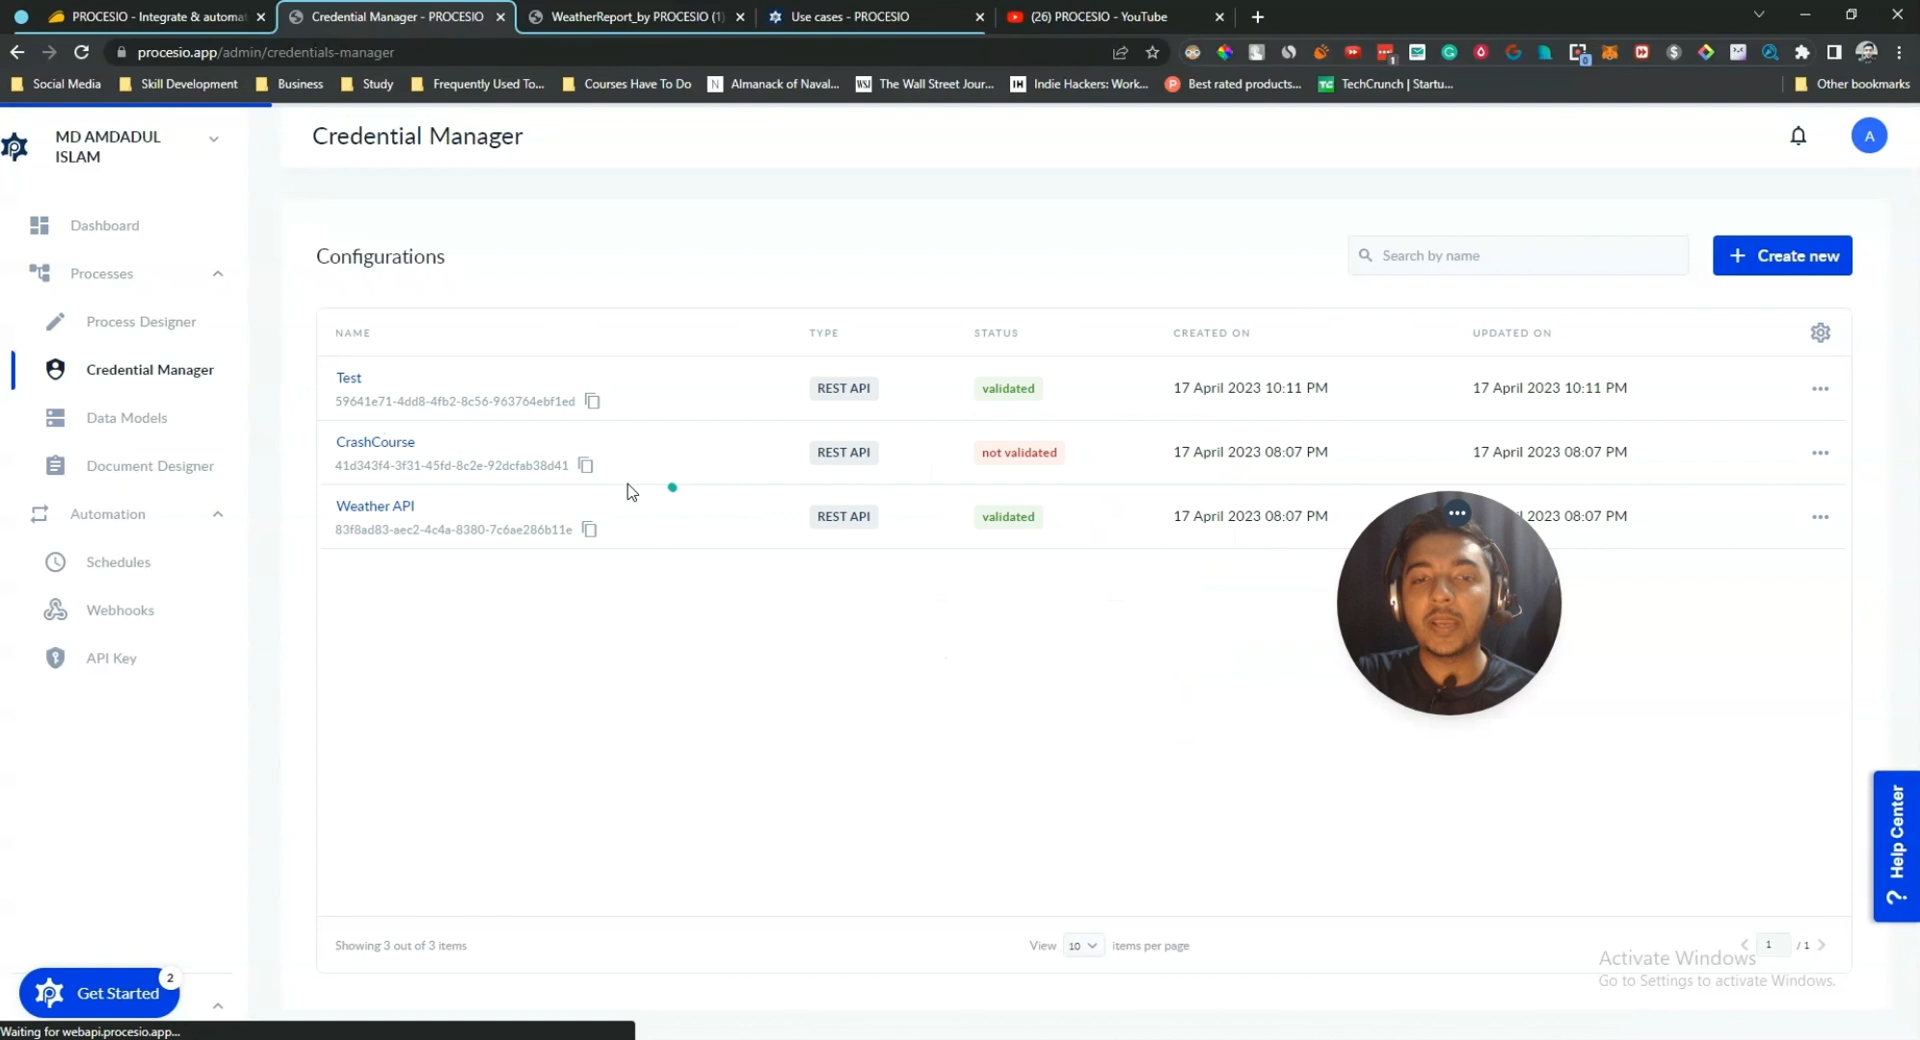 PROCESIO - Integrate & automat
Credential Manager - PROCESIO
WeatherReport_by PROCESIO (1)
Use cases - PROCESIO
(26) PROCESIO - YouTube
procesio.app/admin/credentials-manager
Social Media
Skill Development
Business
Study
Frequently Used To...
Courses Have To Do
Almanack of Naval...
The Wall Street Jour...
Indie Hackers: Work...
Best rated products...
TechCrunch | Startu...
Other bookmarks
MD AMDADUL
ISLAM
Credential Manager
A
Dashboard
Processes
Process Designer
Credential Manager
Data Models
Document Designer
Automation
Schedules
Webhooks
API Key
Configurations
Search by name
+ Create new
NAME TYPE STATUS CREATED ON UPDATED ON
Test
59641e71-4dd8-4fb2-8c56-963764ebf1ed
REST API validated 17 April 2023 10:11 PM 17 April 2023 10:11 PM
CrashCourse
41d343f4-3f31-45fd-8c2e-92dcfab38d41
REST API not validated 17 April 2023 08:07 PM 17 April 2023 08:07 PM
Weather API
83f8ad83-aec2-4c4a-8380-7c6ae286b11e
REST API validated 17 April 2023 08:07 PM 2023 08:07 PM
Showing 3 out of 3 items
View 10 items per page
1 / 1
Activate Windows
Go to Settings to activate Windows.
? Help Center
Get Started
2
Waiting for webapi.procesio.app...